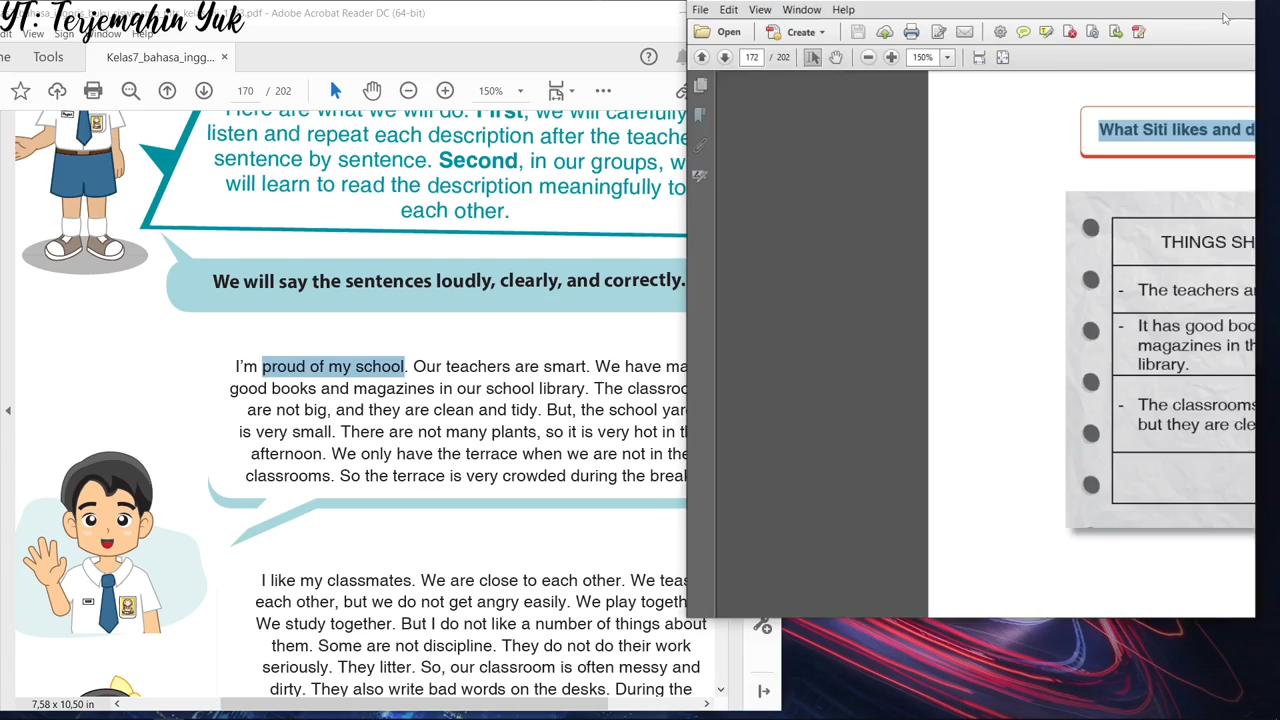 YT: Terjemahin Yuk
.pdf - Adobe Acrobat Reader DC (64-bit)
View Sign Window Help
Tools
Kelas7_bahasa_ingg... ×
170 / 202
150%
Here are what we will do. First, we will carefully
listen and repeat each description after the teache
sentence by sentence. Second, in our groups, w
will learn to read the description meaningfully to
each other.
We will say the sentences loudly, clearly, and correctly.
I'm proud of my school. Our teachers are smart. We have ma
good books and magazines in our school library. The classroo
are not big, and they are clean and tidy. But, the school yar
is very small. There are not many plants, so it is very hot in th
afternoon. We only have the terrace when we are not in the
classrooms. So the terrace is very crowded during the break
I like my classmates. We are close to each other. We teas
each other, but we do not get angry easily. We play togeth
We study together. But I do not like a number of things about
them. Some are not discipline. They do not do their work
seriously. They litter. So, our classroom is often messy and
dirty. They also write bad words on the desks. During the
7,58 x 10,50 in
File Edit View Window Help
Open Create
172 / 202 150%
What Siti likes and d
THINGS SH
- The teachers a
- It has good boo
magazines in th
library.
- The classrooms
but they are cle